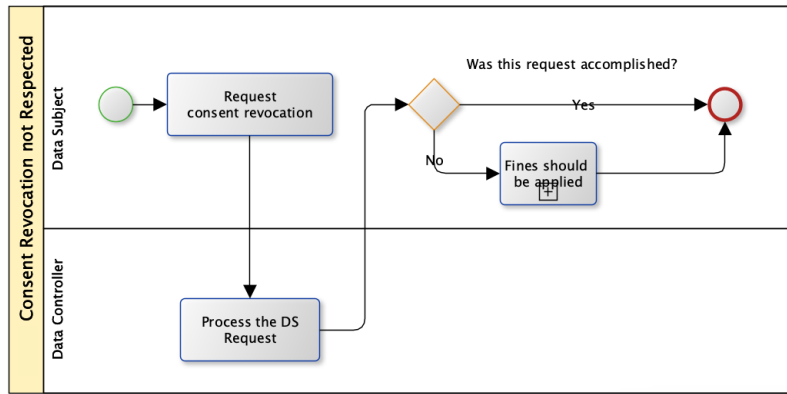 Consent Revocation not Respected
Data Subject
Request
consent revocation
Was this request accomplished?
Yes
No
Fines should
be applied
Data Controller
Process the DS
Request